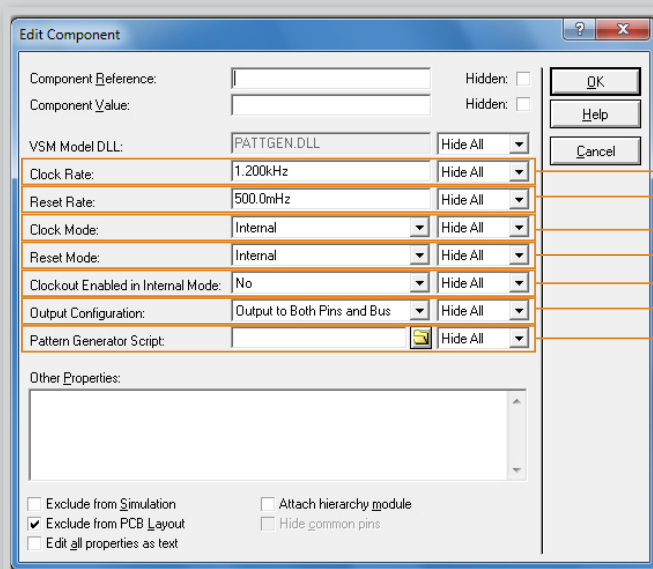 Edit Component
?
Component Reference:
Hidden:
OK
Component Value:
Hidden:
Help
VSM Model DLL: PATTGEN.DLL Hide All
Cancel
Clock Rate: 1.200kHz Hide All
Reset Rate: 500.0mHz Hide All
Clock Mode: Internal Hide All
Reset Mode: Internal Hide All
Clockout Enabled in Internal Mode: No Hide All
Output Configuration: Output to Both Pins and Bus Hide All
Pattern Generator Script: Hide All
Other Properties:
Exclude from Simulation Attach hierarchy module
Exclude from PCB Layout Hide common pins
Edit all properties as text